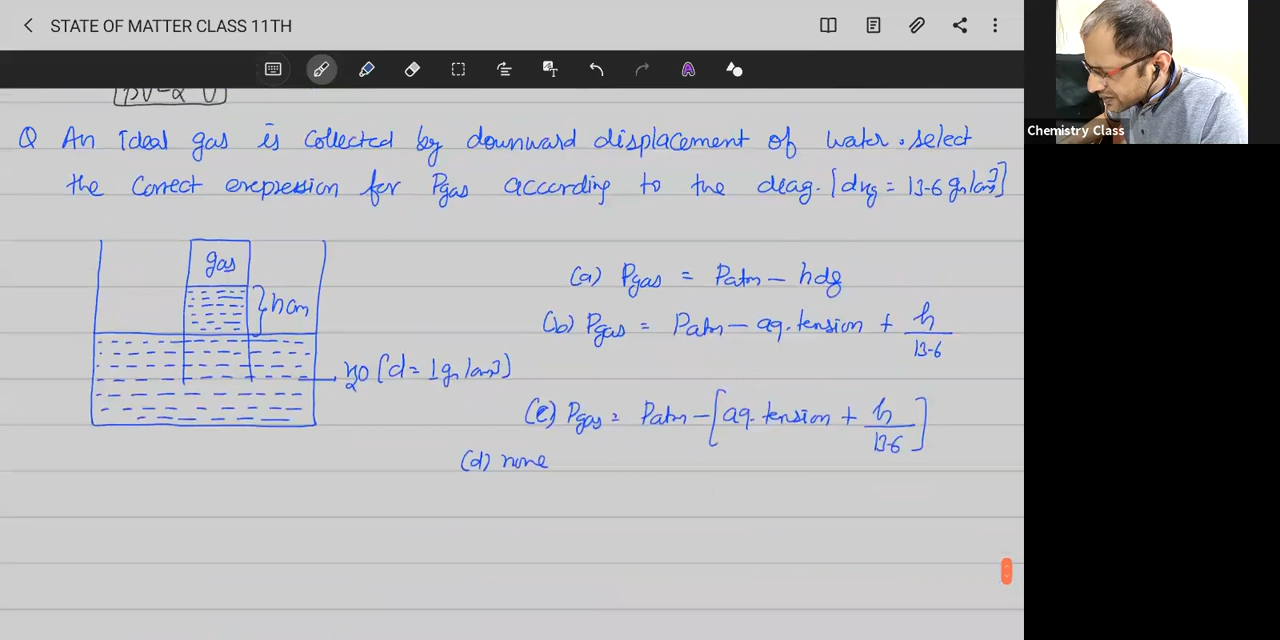 STATE OF MATTER CLASS 11TH
Chemistry Class
Q An ideal gas is collected by downward displacement of water. select
the correct expression for Pgas according to the diag. [dHg = 13.6 gm/cm³]
gas
h cm
H2O [d = 1 gm/cm³]
(a) Pgas = Patm – hdg
(b) Pgas = Patm – aq. tension + h/13.6
(c) Pgas = Patm – [aq. tension + h/13.6]
(d) none